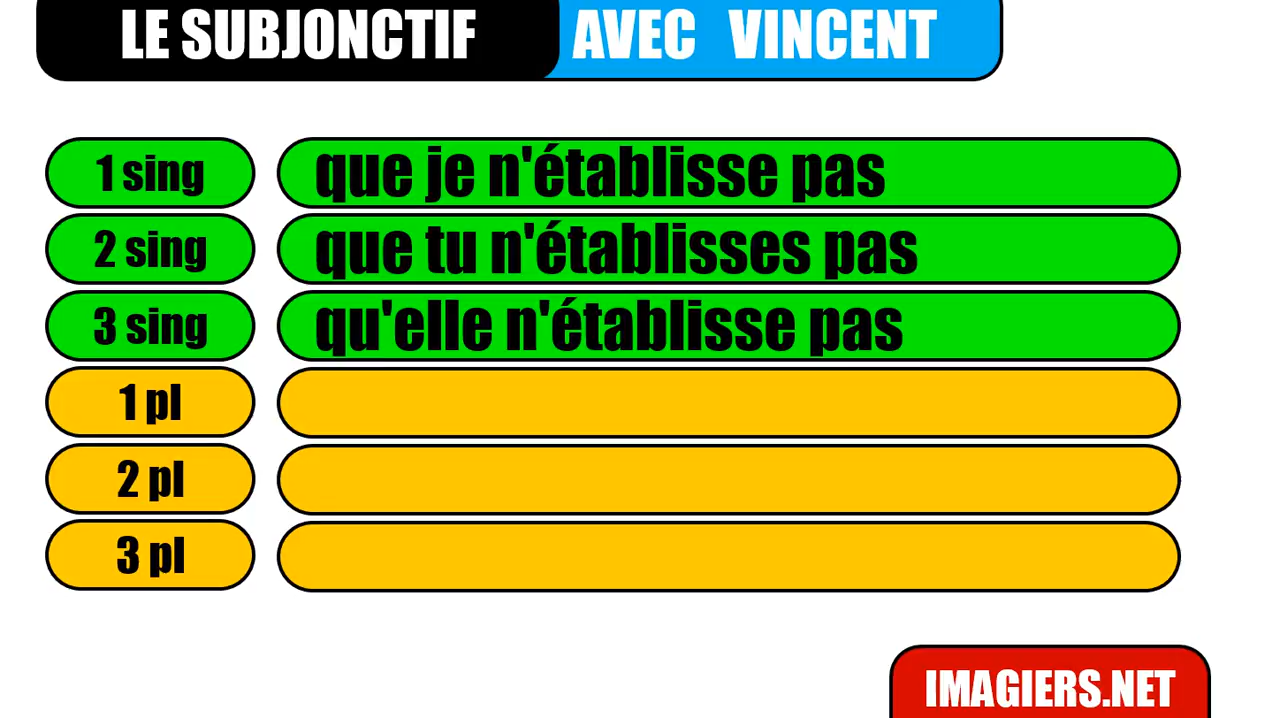 LE SUBJONCTIF AVEC VINCENT
1 sing que je n'établisse pas
2 sing que tu n'établisses pas
3 sing qu'elle n'établisse pas
1 pl
2 pl
3 pl
IMAGIERS.NET